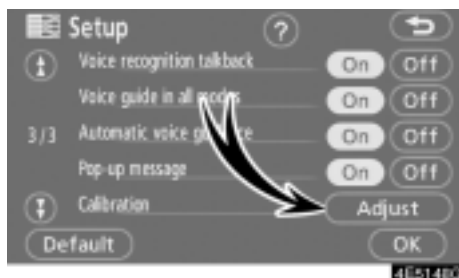 Setup ?
Voice recognition talkback On Off
Voice guide in all modes On Off
3/3 Automatic voice guidance On Off
Pop-up message On Off
Calibration Adjust
Default OK
4E5148C